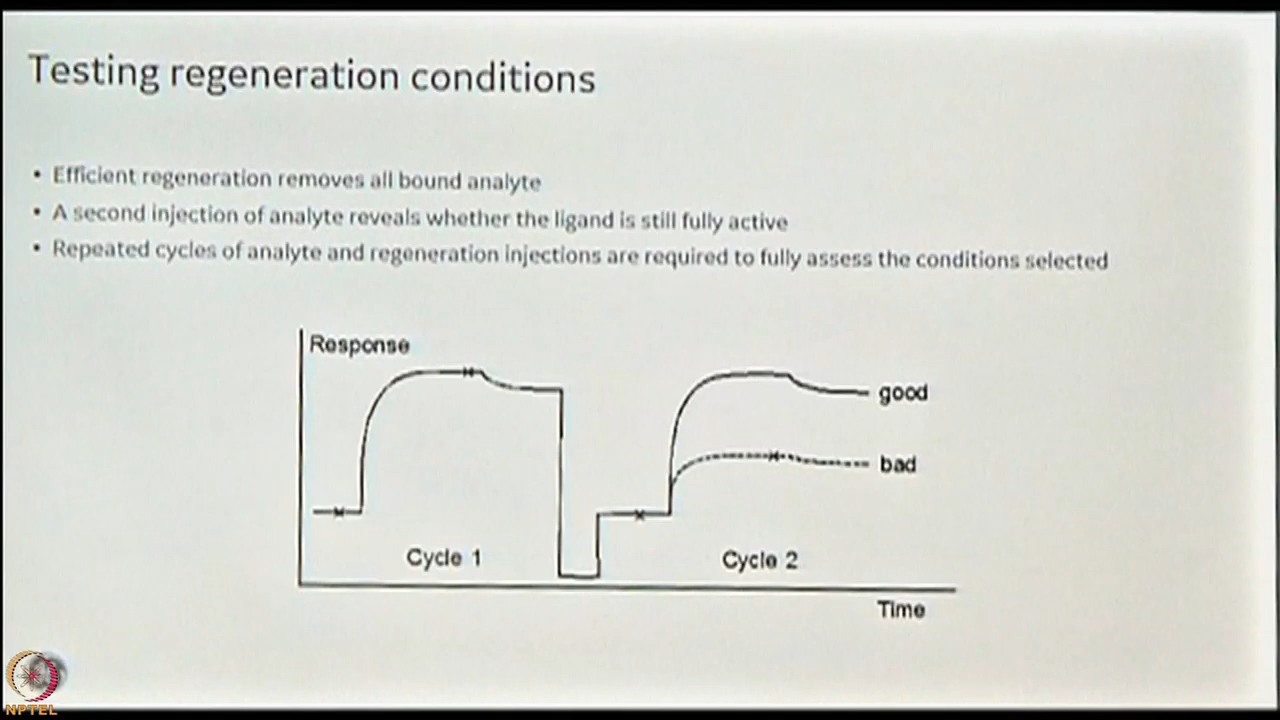 Testing regeneration conditions
• Efficient regeneration removes all bound analyte
• A second injection of analyte reveals whether the ligand is still fully active
• Repeated cycles of analyte and regeneration injections are required to fully assess the conditions selected
Response
good
bad
Cycle 1
Cycle 2
Time
NPTEL